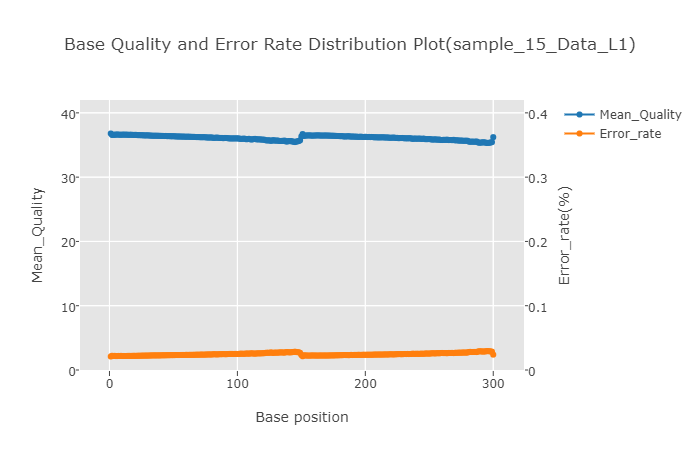 Base Quality and Error Rate Distribution Plot(sample_15_Data_L1)
Mean_Quality
Error_rate
40
30
20
10
0
0.4
0.3
0.2
0.1
0
Mean_Quality
Error_rate(%)
0
100
200
300
Base position